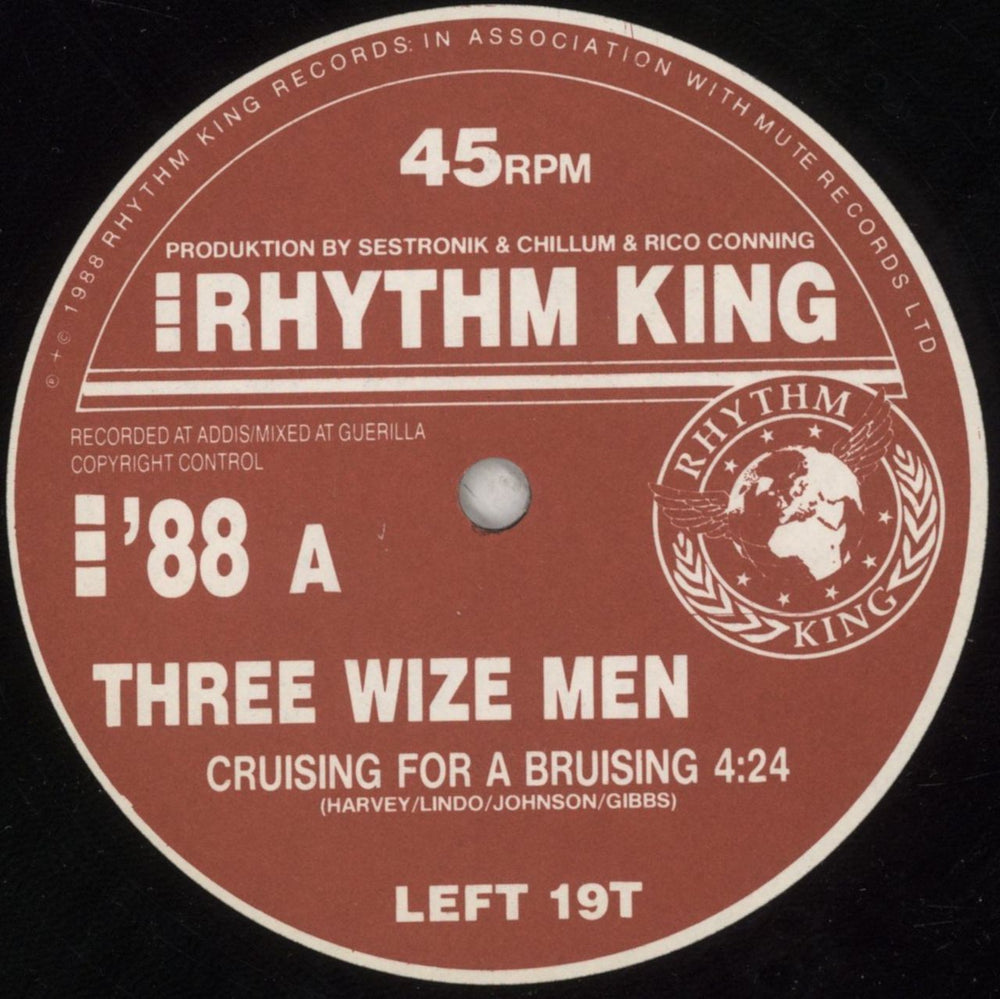 ℗ + © 1988 RHYTHM KING RECORDS: IN ASSOCIATION WITH MUTE RECORDS LTD
45RPM
PRODUKTION BY SESTRONIK & CHILLUM & RICO CONNING
RHYTHM KING
RECORDED AT ADDIS/MIXED AT GUERILLA
COPYRIGHT CONTROL
RHYTHM
KING
'88 A
THREE WIZE MEN
CRUISING FOR A BRUISING 4:24
(HARVEY/LINDO/JOHNSON/GIBBS)
LEFT 19T